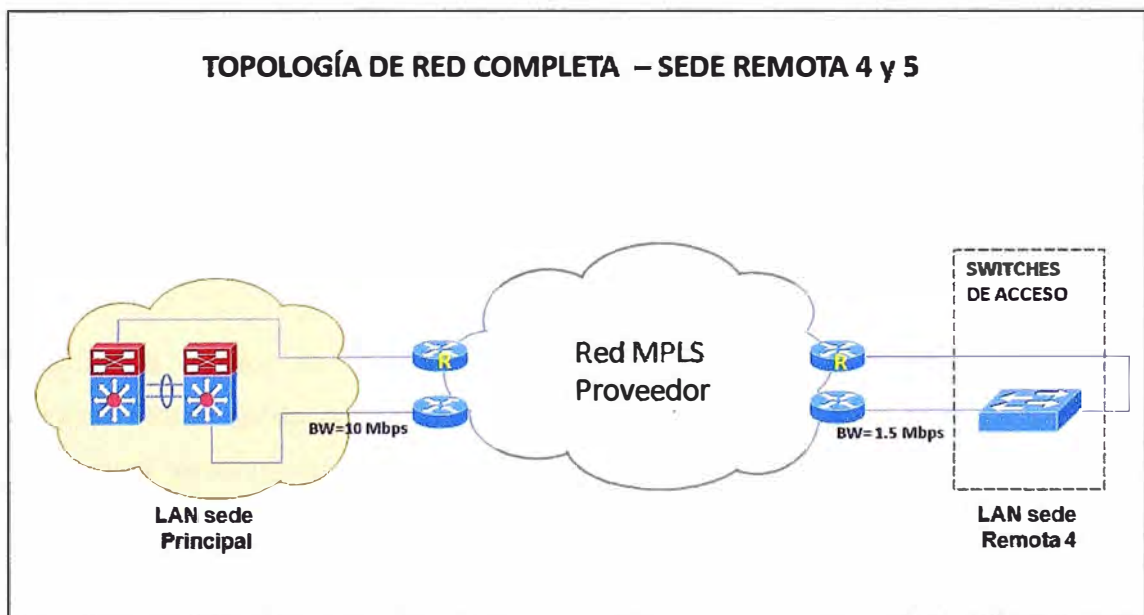 TOPOLOGÍA DE RED COMPLETA – SEDE REMOTA 4 y 5
SWITCHES
DE ACCESO
R
Red MPLS
Proveedor
R
BW=10 Mbps
BW=1.5 Mbps
LAN sede
Principal
LAN sede
Remota 4